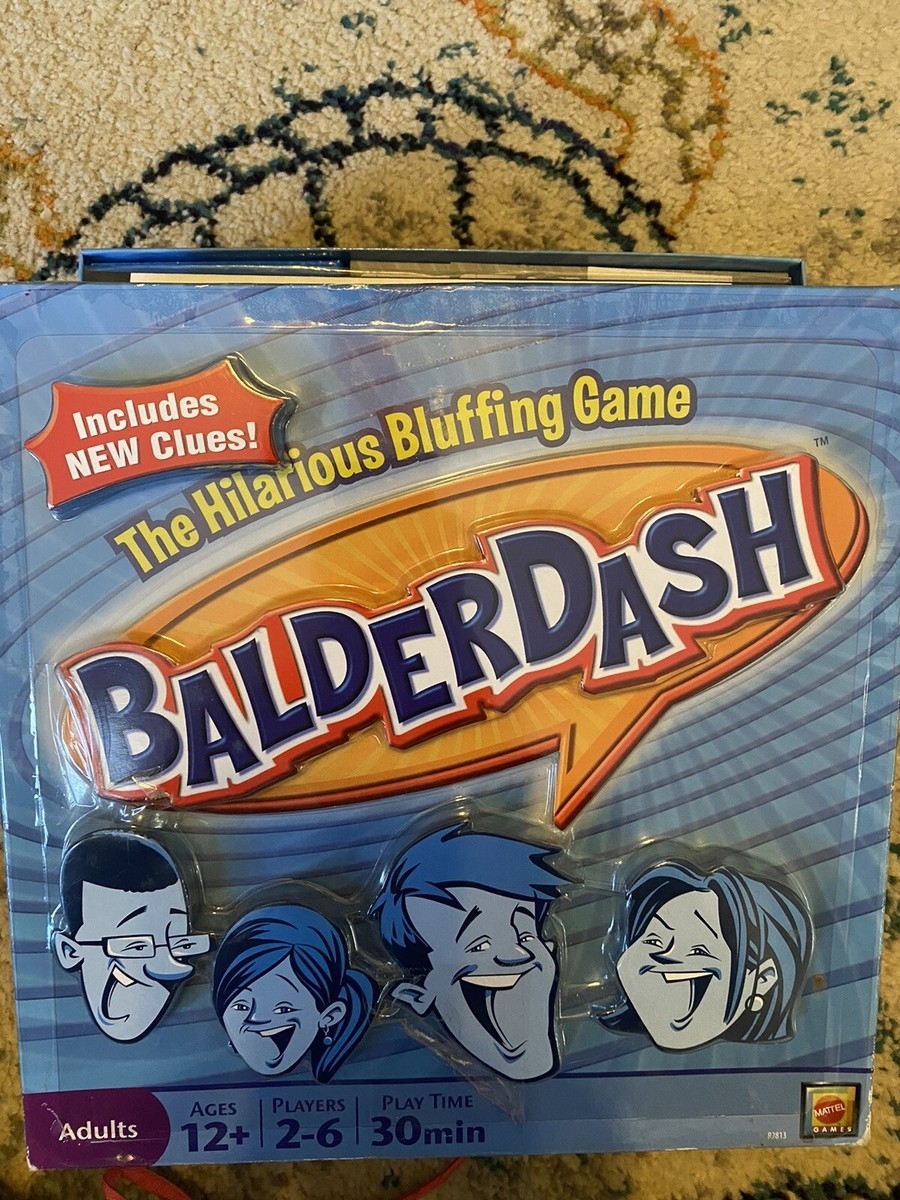 Includes
NEW Clues!
The Hilarious Bluffing Game
BALDERDASH
TM
Adults
AGES
12+
PLAYERS
2-6
PLAY TIME
30min
R7813
MATTEL
GAMES